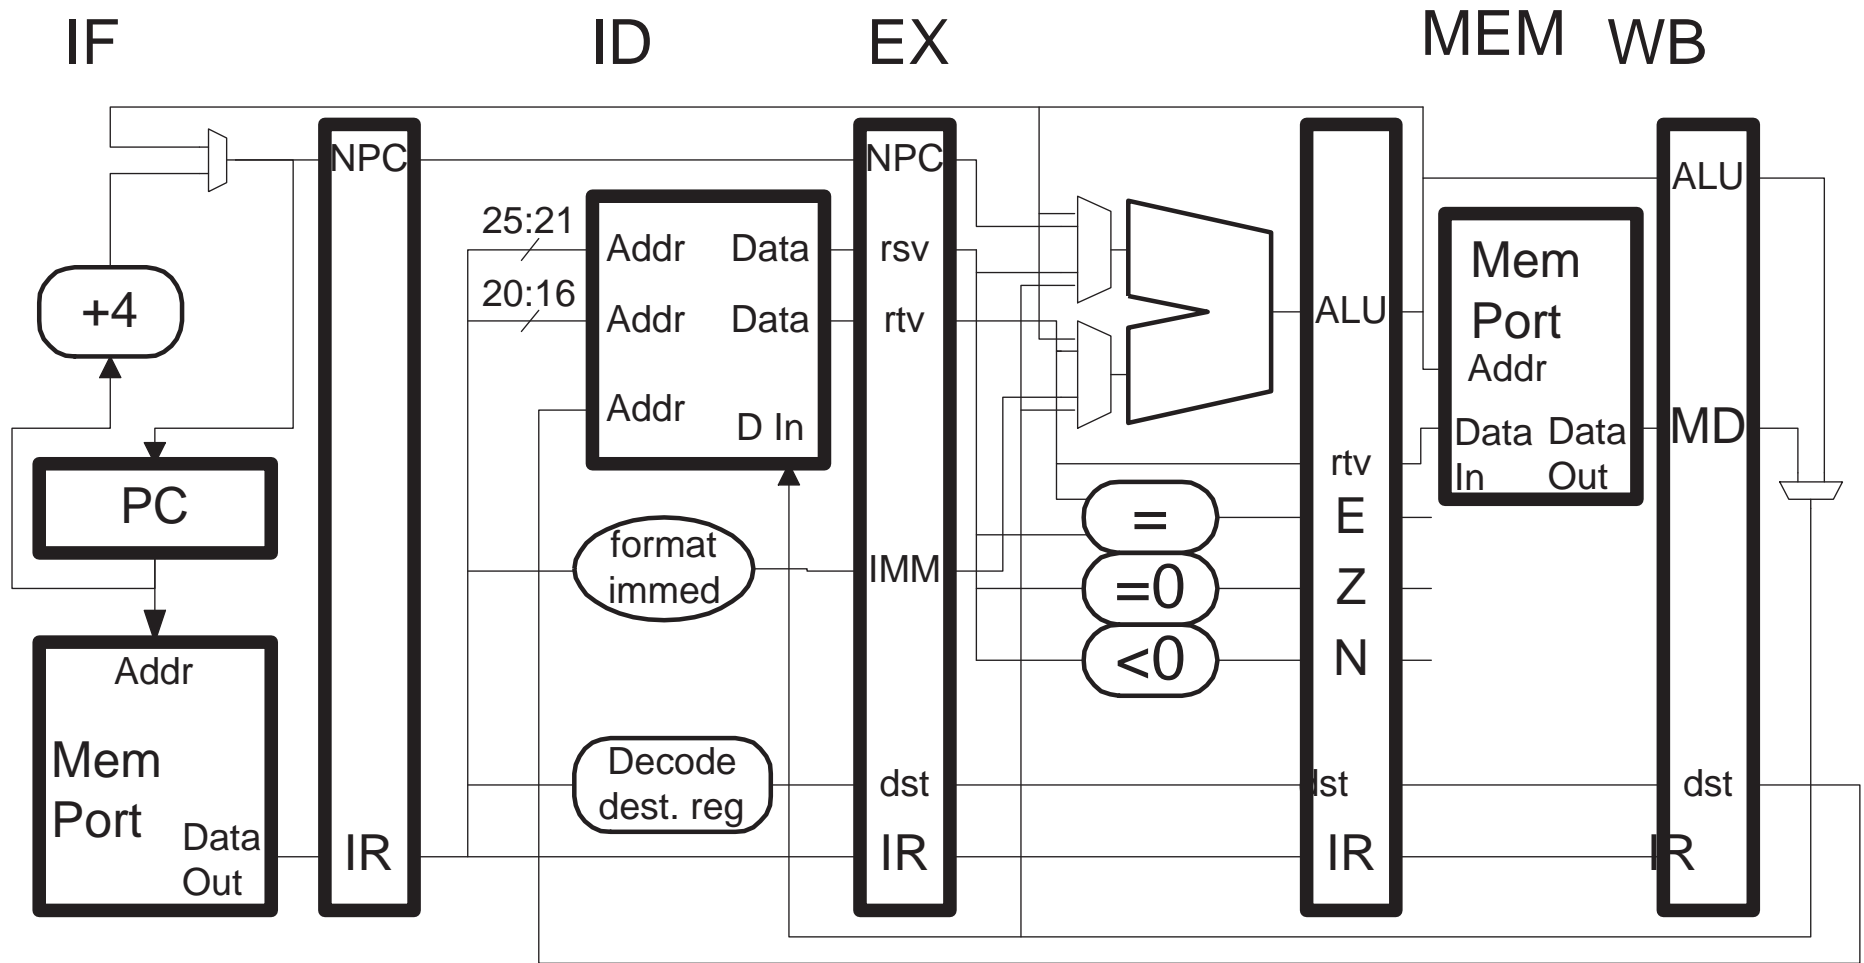 IF
ID
EX
MEM
WB
+4
PC
Addr
Mem
Port
Data
Out
NPC
IR
25:21
20:16
Addr
Data
Addr
Data
Addr
D In
format
immed
Decode
dest. reg
NPC
rsv
rtv
IMM
dst
IR
=
=0
<0
ALU
rtv
E
Z
N
dst
IR
Mem
Port
Addr
Data
In
Data
Out
ALU
MD
dst
IR